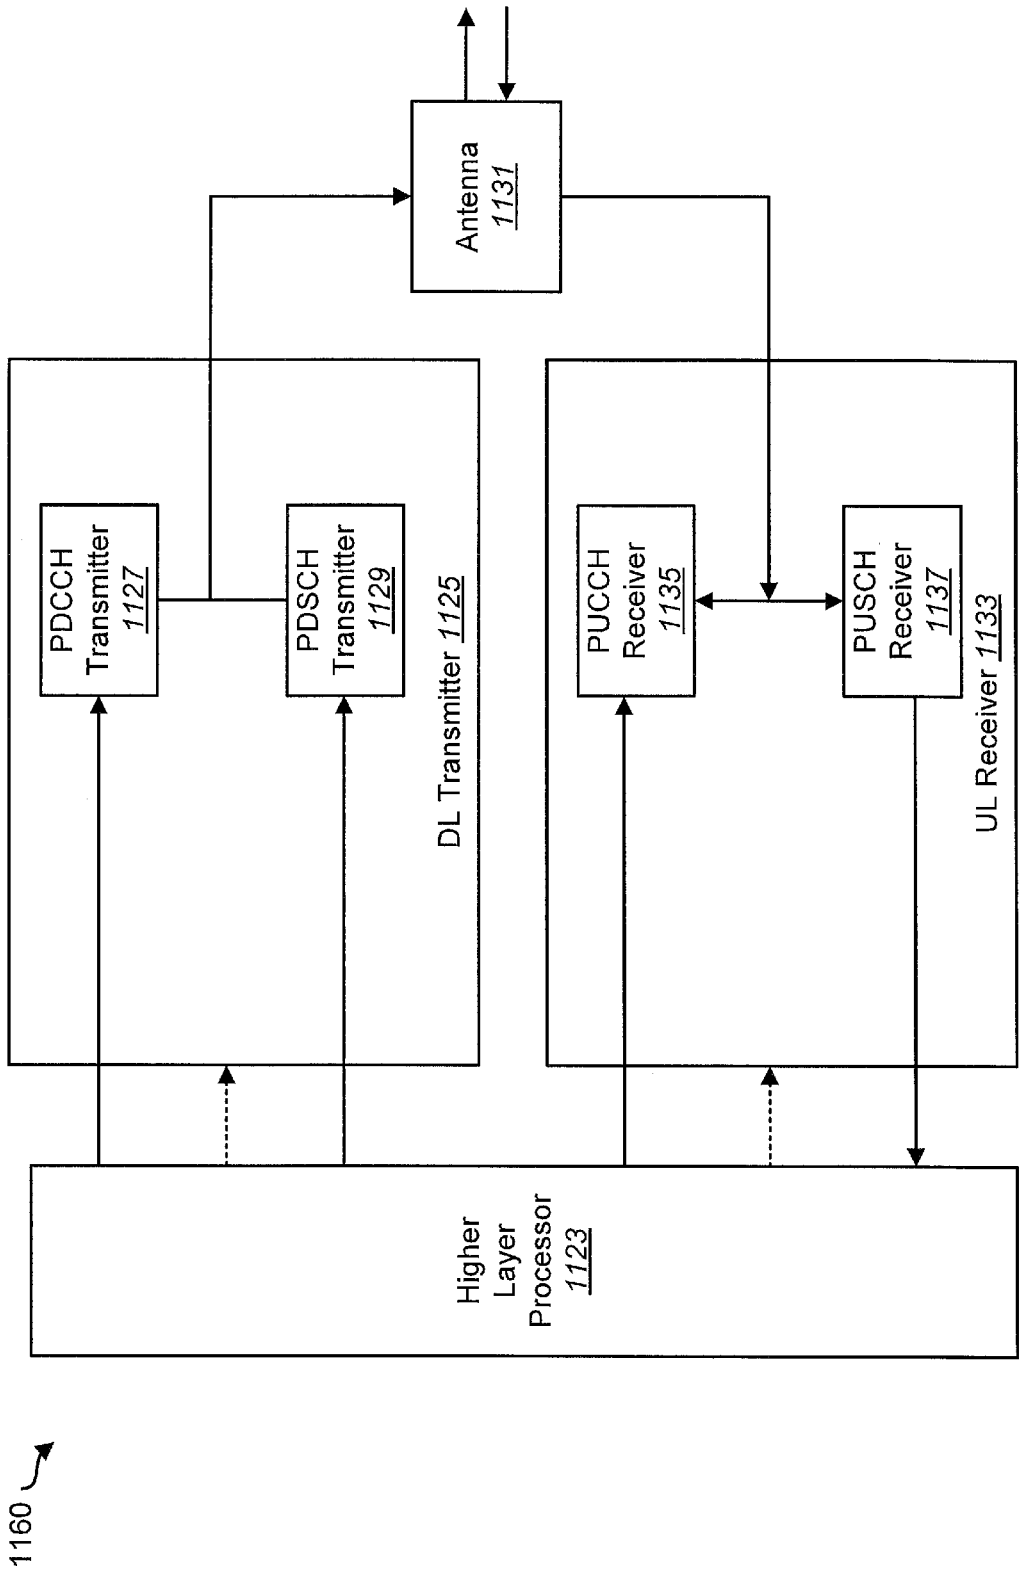 1160
Higher
Layer
Processor
1123
PDCCH
Transmitter
1127
PDSCH
Transmitter
1129
DL Transmitter 1125
PUCCH
Receiver
1135
PUSCH
Receiver
1137
UL Receiver 1133
Antenna
1131